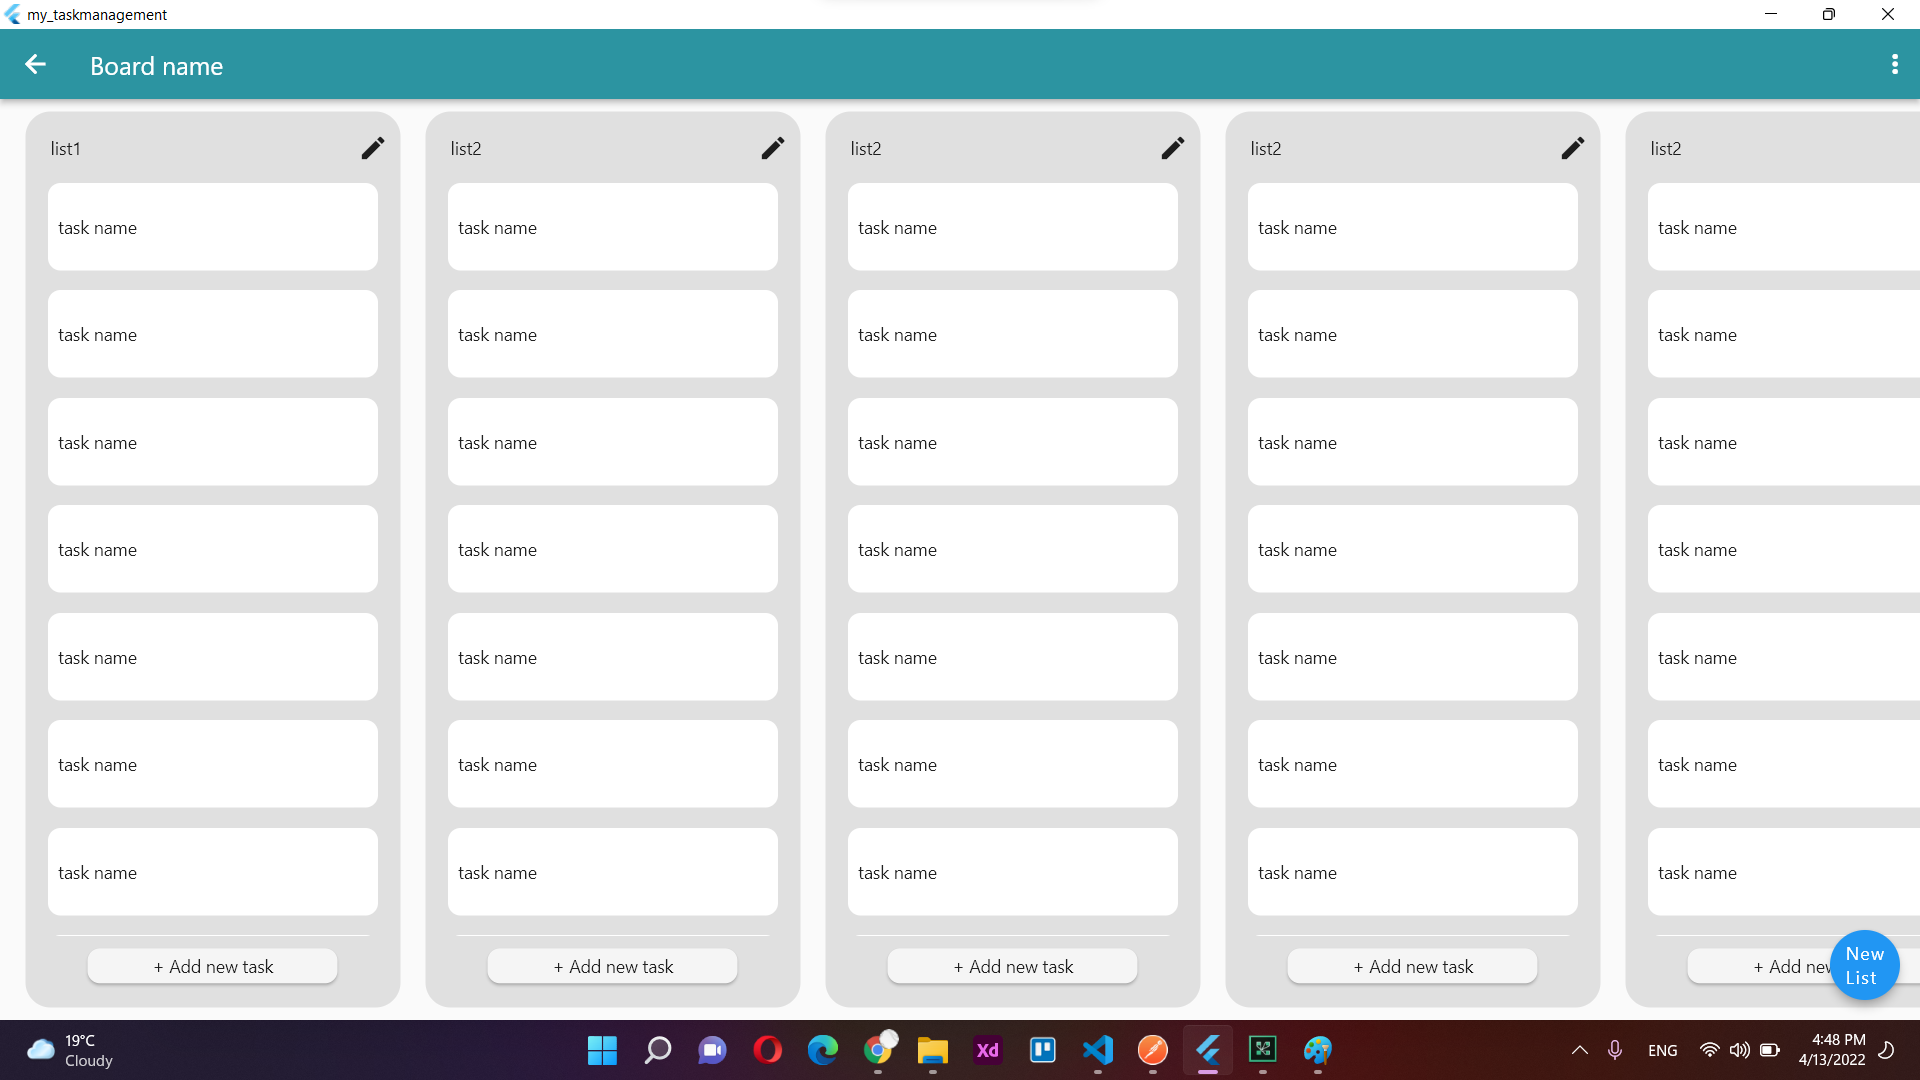 my_taskmanagement
Board name
list1
task name
task name
task name
task name
task name
task name
task name
+ Add new task
list2
task name
task name
task name
task name
task name
task name
task name
+ Add new task
list2
task name
task name
task name
task name
task name
task name
task name
+ Add new task
list2
task name
task name
task name
task name
task name
task name
task name
+ Add new task
list2
task name
task name
task name
task name
task name
task name
task name
+ Add new
New
List
19°C
Cloudy
Xd
ENG
4:48 PM
4/13/2022